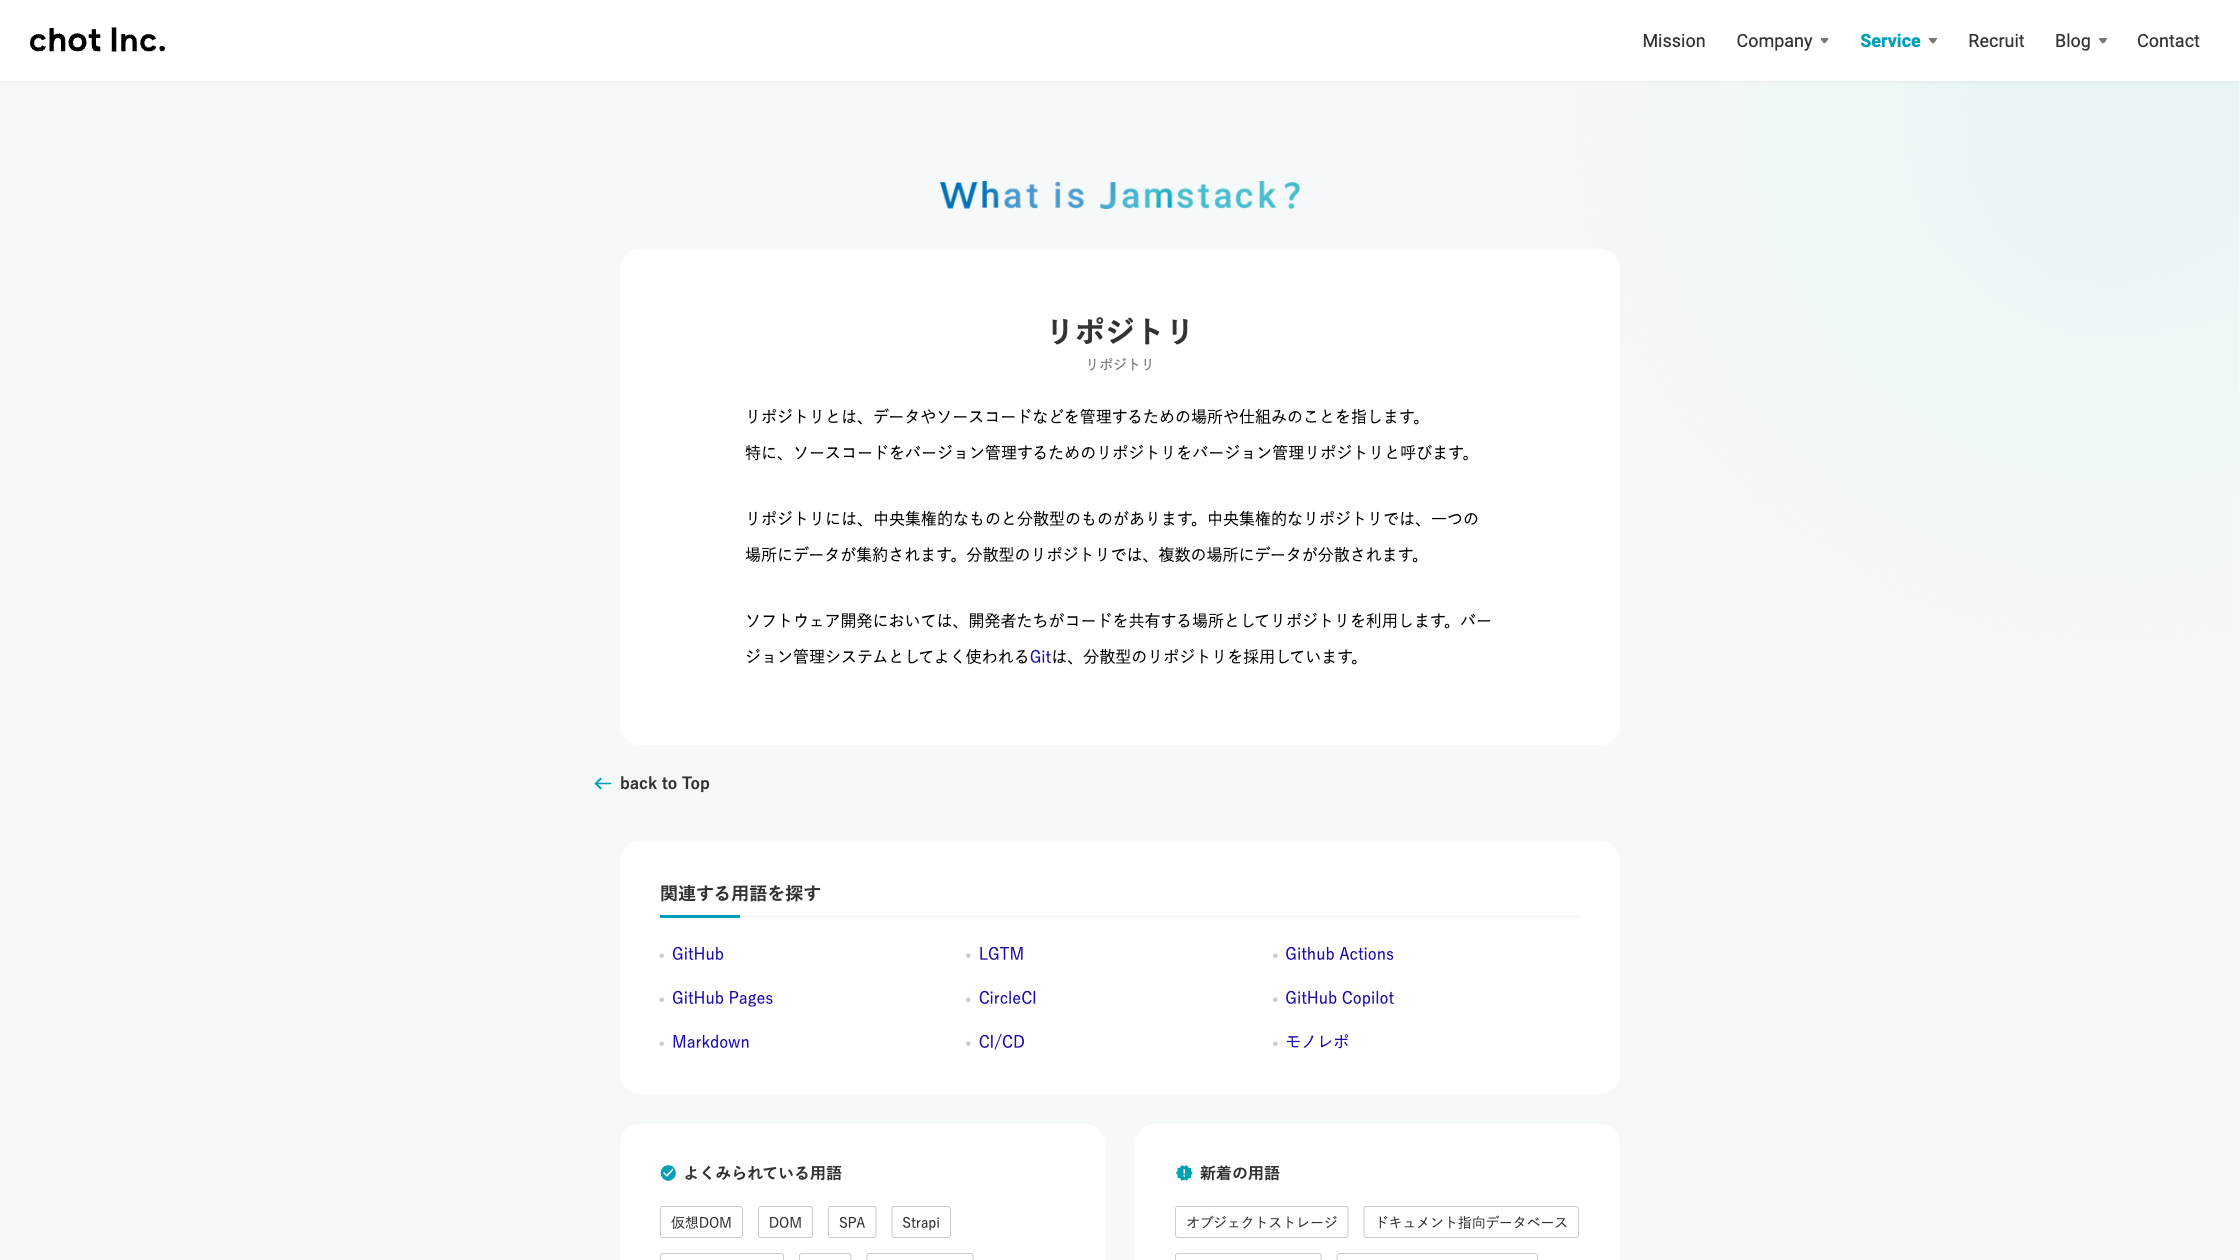 chot Inc.
Mission Company Service Recruit Blog Contact
What is Jamstack?
リポジトリ
リポジトリ
リポジトリとは、データやソースコードなどを管理するための場所や仕組みのことを指します。
特に、ソースコードをバージョン管理するためのリポジトリをバージョン管理リポジトリと呼びます。
リポジトリには、中央集権的なものと分散型のものがあります。中央集権的なリポジトリでは、一つの
場所にデータが集約されます。分散型のリポジトリでは、複数の場所にデータが分散されます。
ソフトウェア開発においては、開発者たちがコードを共有する場所としてリポジトリを利用します。バー
ジョン管理システムとしてよく使われるGitは、分散型のリポジトリを採用しています。
back to Top
関連する用語を探す
GitHub LGTM Github Actions
GitHub Pages CircleCI GitHub Copilot
Markdown CI/CD モノレポ
よくみられている用語
仮想DOM DOM SPA Strapi
新着の用語
オブジェクトストレージ ドキュメント指向データベース